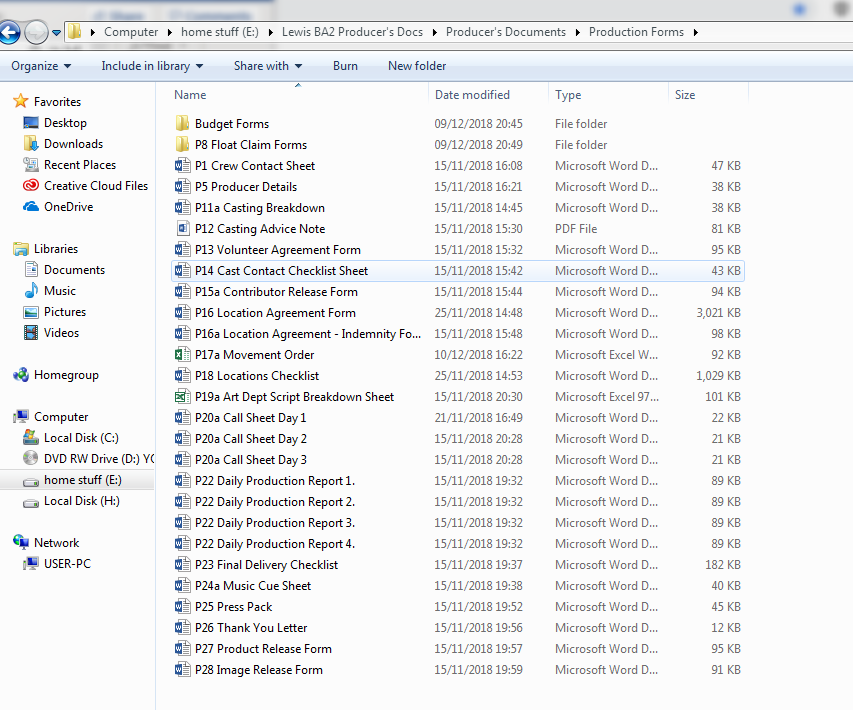 Computer home stuff (E:) Lewis BA2 Producer's Docs Producer's Documents Production Forms
Organize Include in library Share with Burn New folder
Favorites
Desktop
Downloads
Recent Places
Creative Cloud Files
OneDrive
Libraries
Documents
Music
Pictures
Videos
Homegroup
Computer
Local Disk (C:)
DVD RW Drive (D:) YO
home stuff (E:)
Local Disk (H:)
Network
USER-PC
Name Date modified Type Size
Budget Forms 09/12/2018 20:45 File folder
P8 Float Claim Forms 09/12/2018 20:49 File folder
P1 Crew Contact Sheet 15/11/2018 16:08 Microsoft Word D... 47 KB
P5 Producer Details 15/11/2018 16:21 Microsoft Word D... 38 KB
P11a Casting Breakdown 15/11/2018 14:45 Microsoft Word D... 38 KB
P12 Casting Advice Note 15/11/2018 15:30 PDF File 81 KB
P13 Volunteer Agreement Form 15/11/2018 15:32 Microsoft Word D... 95 KB
P14 Cast Contact Checklist Sheet 15/11/2018 15:42 Microsoft Word D... 43 KB
P15a Contributor Release Form 15/11/2018 15:44 Microsoft Word D... 94 KB
P16 Location Agreement Form 25/11/2018 14:48 Microsoft Word D... 3,021 KB
P16a Location Agreement - Indemnity Fo... 15/11/2018 15:48 Microsoft Word D... 98 KB
P17a Movement Order 10/12/2018 16:22 Microsoft Excel W... 92 KB
P18 Locations Checklist 25/11/2018 14:53 Microsoft Word D... 1,029 KB
P19a Art Dept Script Breakdown Sheet 15/11/2018 20:30 Microsoft Excel 97... 101 KB
P20a Call Sheet Day 1 21/11/2018 16:49 Microsoft Word D... 22 KB
P20a Call Sheet Day 2 15/11/2018 20:28 Microsoft Word D... 21 KB
P20a Call Sheet Day 3 15/11/2018 20:28 Microsoft Word D... 21 KB
P22 Daily Production Report 1. 15/11/2018 19:32 Microsoft Word D... 89 KB
P22 Daily Production Report 2. 15/11/2018 19:32 Microsoft Word D... 89 KB
P22 Daily Production Report 3. 15/11/2018 19:32 Microsoft Word D... 89 KB
P22 Daily Production Report 4. 15/11/2018 19:32 Microsoft Word D... 89 KB
P23 Final Delivery Checklist 15/11/2018 19:37 Microsoft Word D... 182 KB
P24a Music Cue Sheet 15/11/2018 19:38 Microsoft Word D... 40 KB
P25 Press Pack 15/11/2018 19:52 Microsoft Word D... 45 KB
P26 Thank You Letter 15/11/2018 19:56 Microsoft Word D... 12 KB
P27 Product Release Form 15/11/2018 19:57 Microsoft Word D... 95 KB
P28 Image Release Form 15/11/2018 19:59 Microsoft Word D... 91 KB